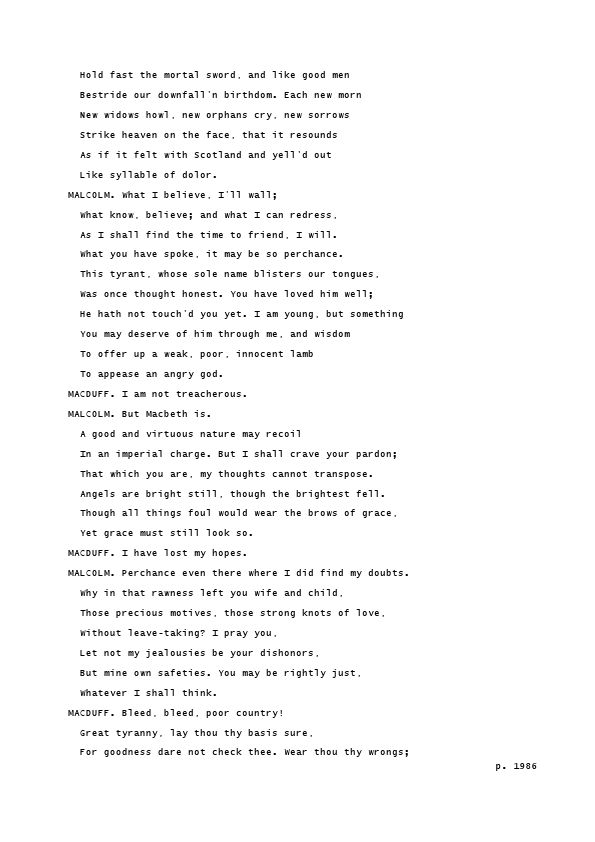 Hold fast the mortal sword, and like good men
Bestride our downfall'n birthdom. Each new morn
New widows howl, new orphans cry, new sorrows
Strike heaven on the face, that it resounds
As if it felt with Scotland and yell'd out
Like syllable of dolor.
MALCOLM. What I believe, I'll wall;
What know, believe; and what I can redress,
As I shall find the time to friend, I will.
What you have spoke, it may be so perchance.
This tyrant, whose sole name blisters our tongues,
Was once thought honest. You have loved him well;
He hath not touch'd you yet. I am young, but something
You may deserve of him through me, and wisdom
To offer up a weak, poor, innocent lamb
To appease an angry god.
MACDUFF. I am not treacherous.
MALCOLM. But Macbeth is.
A good and virtuous nature may recoil
In an imperial charge. But I shall crave your pardon;
That which you are, my thoughts cannot transpose.
Angels are bright still, though the brightest fell.
Though all things foul would wear the brows of grace,
Yet grace must still look so.
MACDUFF. I have lost my hopes.
MALCOLM. Perchance even there where I did find my doubts.
Why in that rawness left you wife and child,
Those precious motives, those strong knots of love,
Without leave-taking? I pray you,
Let not my jealousies be your dishonors,
But mine own safeties. You may be rightly just,
Whatever I shall think.
MACDUFF. Bleed, bleed, poor country!
Great tyranny, lay thou thy basis sure,
For goodness dare not check thee. Wear thou thy wrongs;
p. 1986